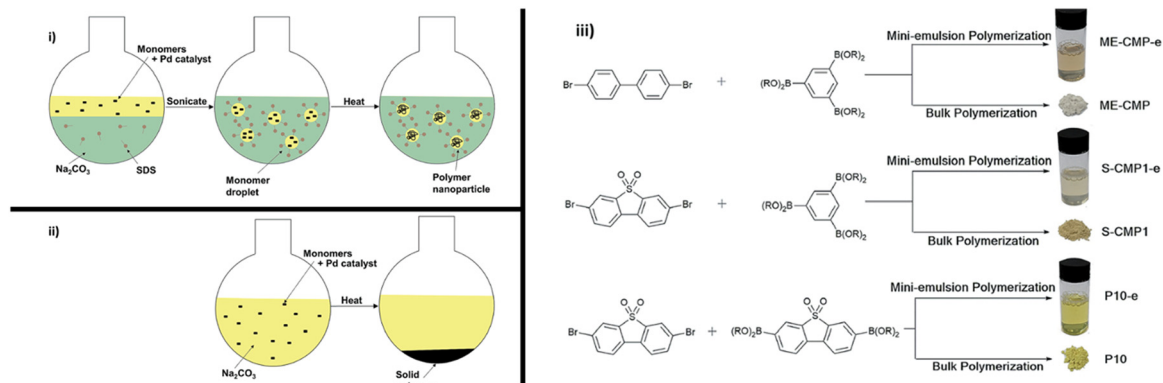 i)
Monomers
+ Pd catalyst
Sonicate
Heat
Na₂CO₃
SDS
Monomer
droplet
Polymer
nanoparticle
ii)
Monomers
+ Pd catalyst
Heat
Na₂CO₃
Solid
iii)
Mini-emulsion Polymerization
ME-CMP-e
B(OR)₂
Br
Br
+
(RO)₂B
B(OR)₂
ME-CMP
Bulk Polymerization
Mini-emulsion Polymerization
S-CMP1-e
O O
S
B(OR)₂
Br
Br
+
(RO)₂B
B(OR)₂
S-CMP1
Bulk Polymerization
Mini-emulsion Polymerization
P10-e
O O
S
O O
S
Br
Br
+
(RO)₂B
B(OR)₂
Bulk Polymerization
P10